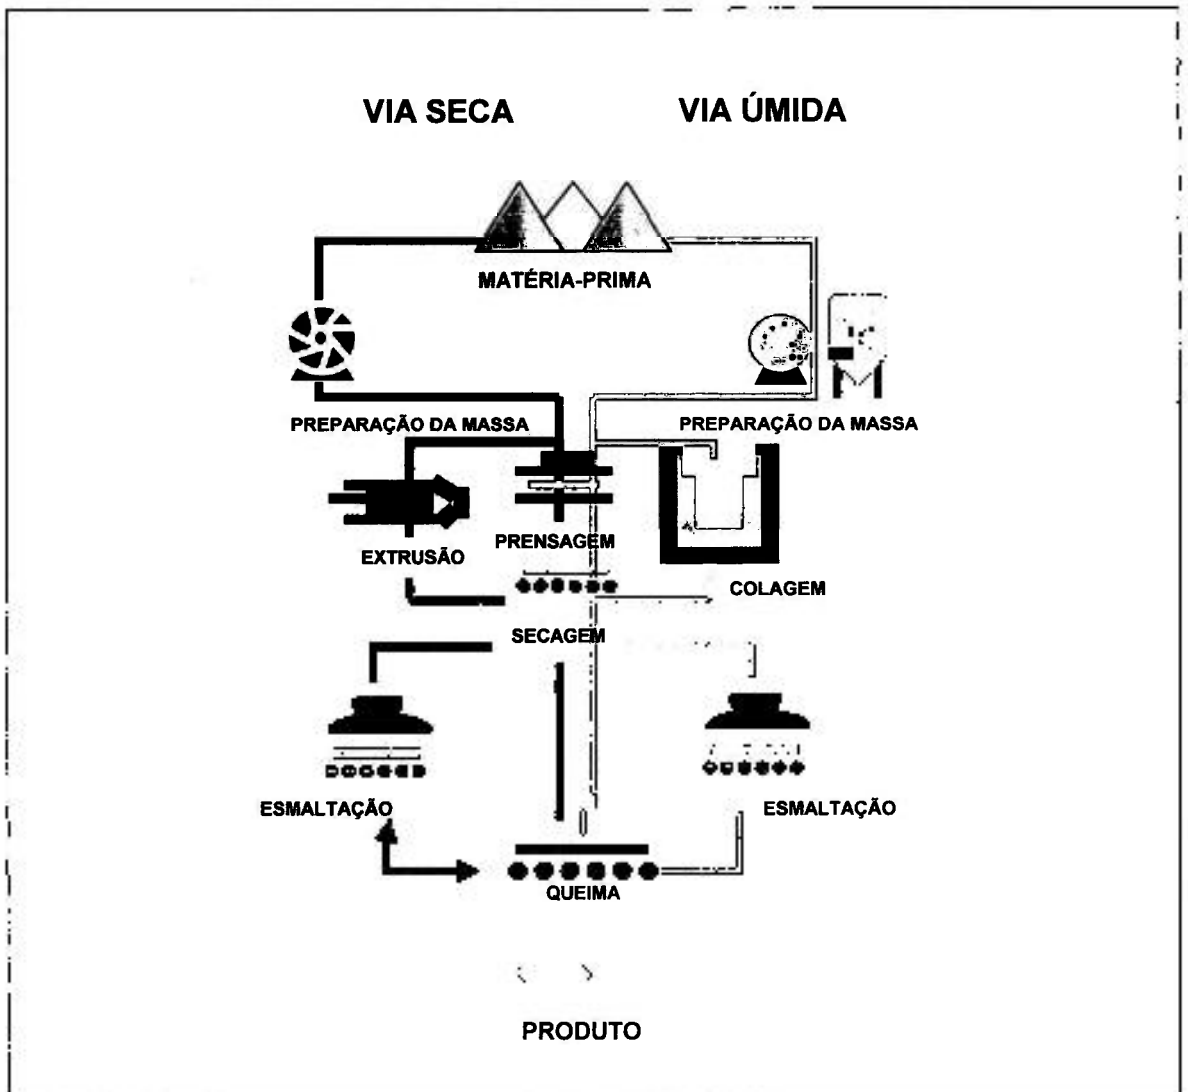 VIA SECA
VIA ÚMIDA
MATÉRIA-PRIMA
PREPARAÇÃO DA MASSA
PREPARAÇÃO DA MASSA
EXTRUSÃO
PRENSAGEM
COLAGEM
SECAGEM
ESMALTAÇÃO
ESMALTAÇÃO
QUEIMA
PRODUTO